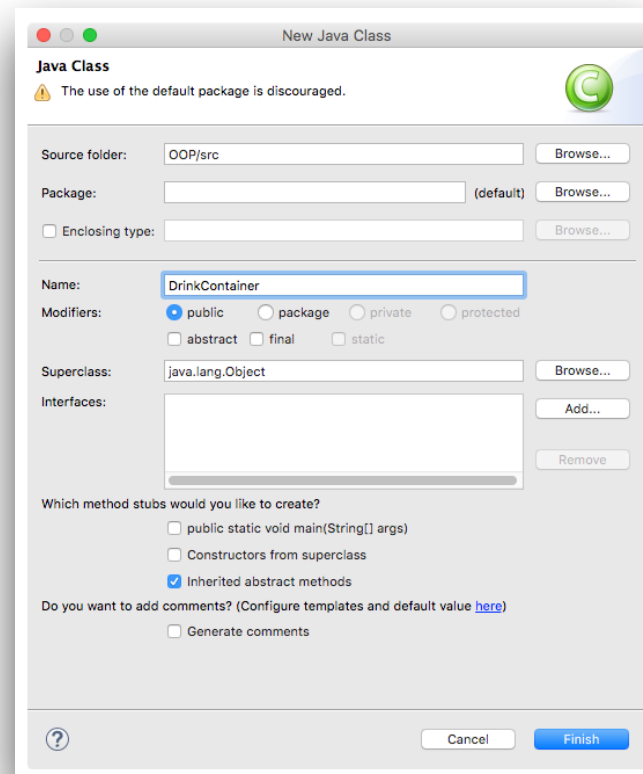 New Java Class
Java Class
The use of the default package is discouraged.
C
Source folder: OOP/src Browse...
Package: (default) Browse...
Enclosing type: Browse...
Name: DrinkContainer
Modifiers: public package private protected
abstract final static
Superclass: java.lang.Object Browse...
Interfaces: Add...
Remove
Which method stubs would you like to create?
public static void main(String[] args)
Constructors from superclass
Inherited abstract methods
Do you want to add comments? (Configure templates and default value here)
Generate comments
? Cancel Finish